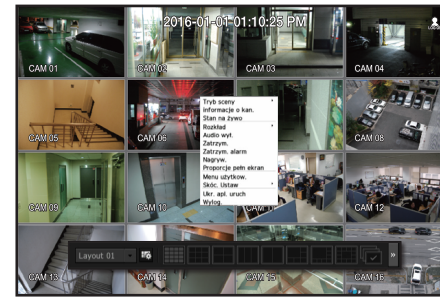 2016-01-01 01:10:25 PM
CAM 01
CAM 02
CAM 03
CAM 04
CAM 05
CAM 06
CAM 08
Tryb sceny
Informacje o kan.
Stan na żywo
Rozkład
Audio wył.
Zatrzym.
Zatrzym. alarm
Nagryw.
Proporcje pełn ekran
Menu użytkow.
Skóc. Ustaw
Ukr. apl. uruch
Wylog.
CAM 09
CAM 10
CAM 12
Layout 01
CAM 13
CAM 14
CAM 15
CAM 16